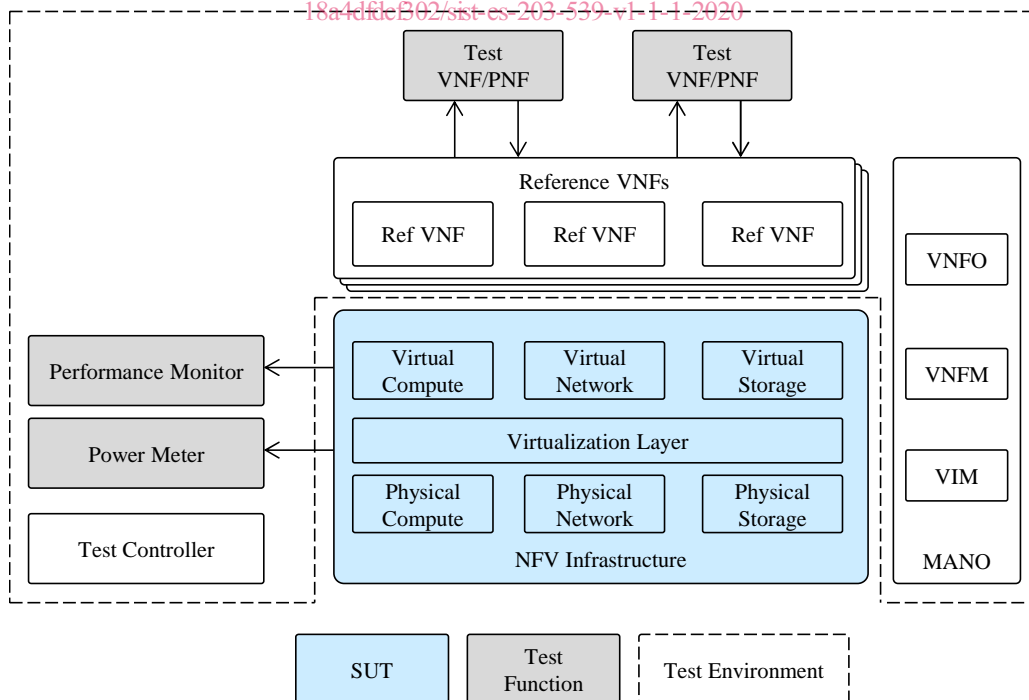 18a4dfdcf302/sist-es-203-539-v1-1-1-2020
Test
VNF/PNF
Test
VNF/PNF
Reference VNFs
Ref VNF
Ref VNF
Ref VNF
VNFO
VNFM
VIM
MANO
Performance Monitor
Power Meter
Test Controller
Virtual
Compute
Virtual
Network
Virtual
Storage
Virtualization Layer
Physical
Compute
Physical
Network
Physical
Storage
NFV Infrastructure
SUT
Test
Function
Test Environment